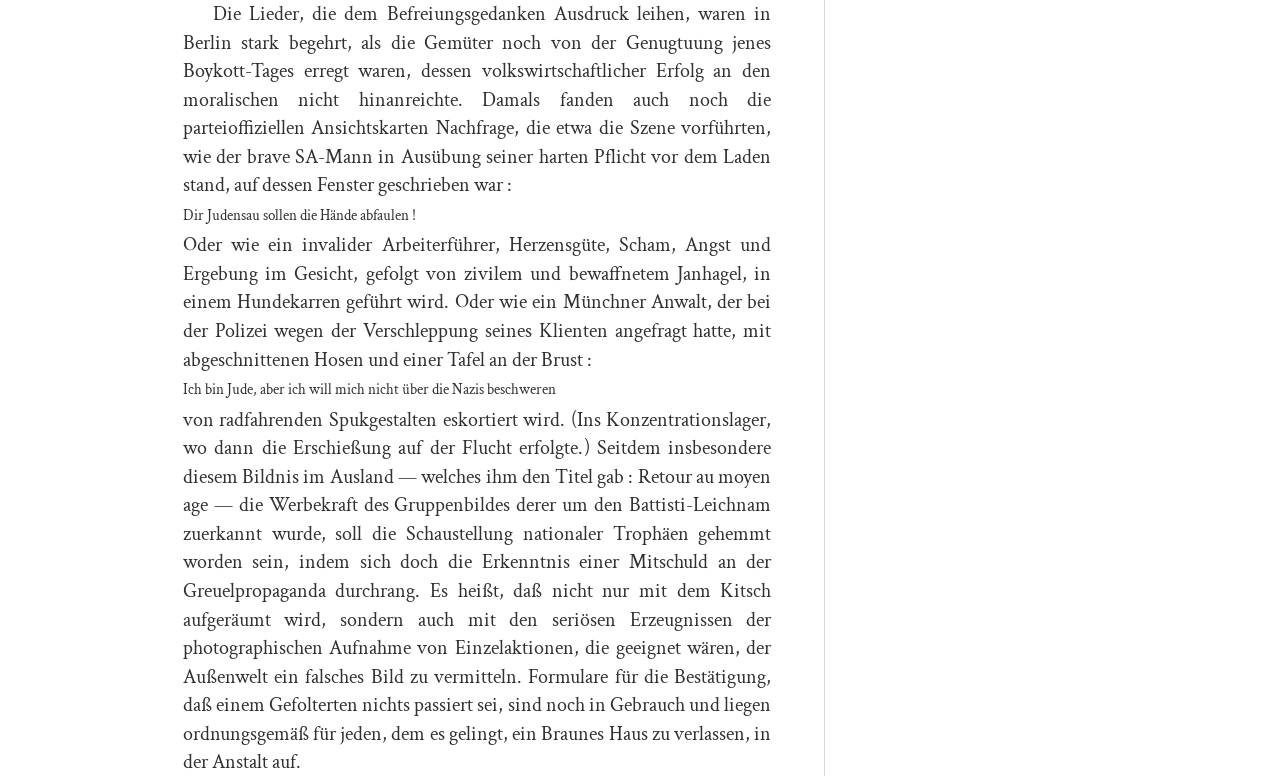 Die Lieder, die dem Befreiungsgedanken Ausdruck leihen, waren in
Berlin stark begehrt, als die Gemüter noch von der Genugtuung jenes
Boykott-Tages erregt waren, dessen volkswirtschaftlicher Erfolg an den
moralischen nicht hinanreichte. Damals fanden auch noch die
parteioffiziellen Ansichtskarten Nachfrage, die etwa die Szene vorführten,
wie der brave SA-Mann in Ausübung seiner harten Pflicht vor dem Laden
stand, auf dessen Fenster geschrieben war :
Dir Judensau sollen die Hände abfaulen !
Oder wie ein invalider Arbeiterführer, Herzensgüte, Scham, Angst und
Ergebung im Gesicht, gefolgt von zivilem und bewaffnetem Janhagel, in
einem Hundekarren geführt wird. Oder wie ein Münchner Anwalt, der bei
der Polizei wegen der Verschleppung seines Klienten angefragt hatte, mit
abgeschnittenen Hosen und einer Tafel an der Brust :
Ich bin Jude, aber ich will mich nicht über die Nazis beschweren
von radfahrenden Spukgestalten eskortiert wird. (Ins Konzentrationslager,
wo dann die Erschießung auf der Flucht erfolgte.) Seitdem insbesondere
diesem Bildnis im Ausland — welches ihm den Titel gab : Retour au moyen
age — die Werbekraft des Gruppenbildes derer um den Battisti-Leichnam
zuerkannt wurde, soll die Schaustellung nationaler Trophäen gehemmt
worden sein, indem sich doch die Erkenntnis einer Mitschuld an der
Greuelpropaganda durchrang. Es heißt, daß nicht nur mit dem Kitsch
aufgeräumt wird, sondern auch mit den seriösen Erzeugnissen der
photographischen Aufnahme von Einzelaktionen, die geeignet wären, der
Außenwelt ein falsches Bild zu vermitteln. Formulare für die Bestätigung,
daß einem Gefolterten nichts passiert sei, sind noch in Gebrauch und liegen
ordnungsgemäß für jeden, dem es gelingt, ein Braunes Haus zu verlassen, in
der Anstalt auf.